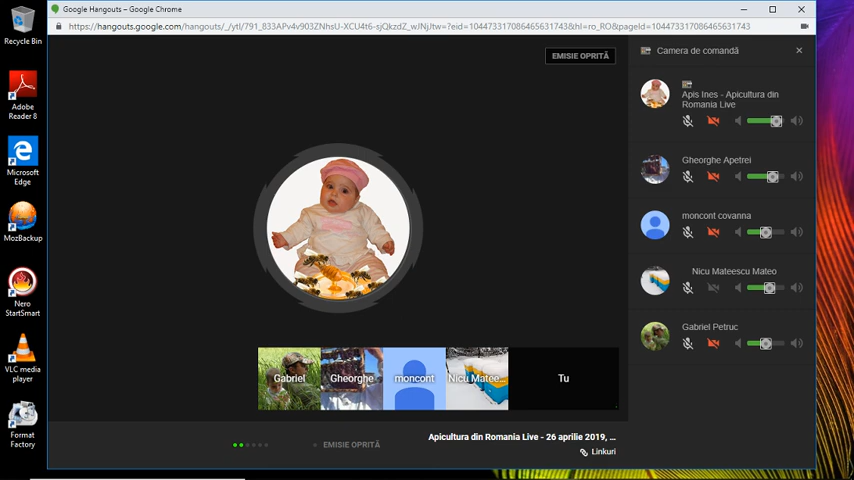 Recycle Bin
Adobe
Reader 8
Microsoft
Edge
MozBackup
Nero
StartSmart
VLC media
player
Format
Factory
Google Hangouts – Google Chrome
https://hangouts.google.com/hangouts/_/ytl/791_833APv4v903ZNhsU-XCU4t6-sjQkzdZ_wJNjJtw=?eid=104473317086465631743&hl=ro_RO&pageId=104473317086465631743
EMISIE OPRITĂ
Camera de comandă
Apis Ines - Apicultura din
Romania Live
Gheorghe Apetrei
moncont covanna
Nicu Mateescu Mateo
Gabriel Petruc
Gabriel
Gheorghe
moncont
Nicu Matee...
Tu
EMISIE OPRITĂ
Apicultura din Romania Live - 26 aprilie 2019, ...
Linkuri